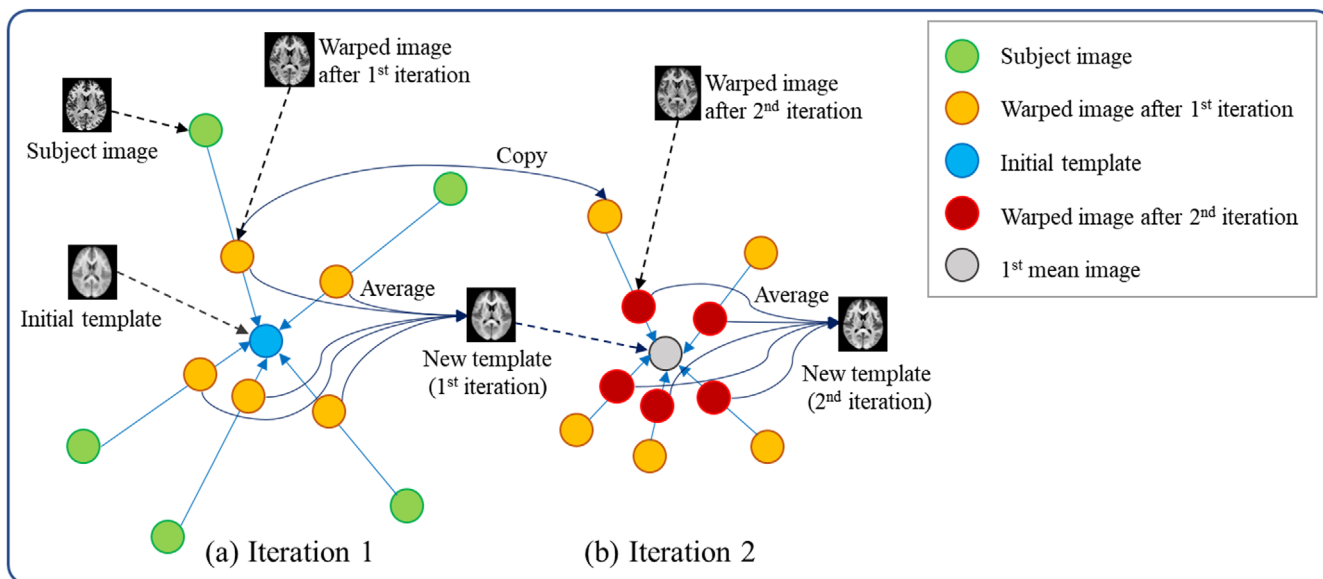 Warped image
after 1st iteration
Subject image
Copy
Initial template
Average
New template
(1st iteration)
(a) Iteration 1
Warped image
after 2nd iteration
Average
New template
(2nd iteration)
(b) Iteration 2
Subject image
Warped image after 1st iteration
Initial template
Warped image after 2nd iteration
1st mean image